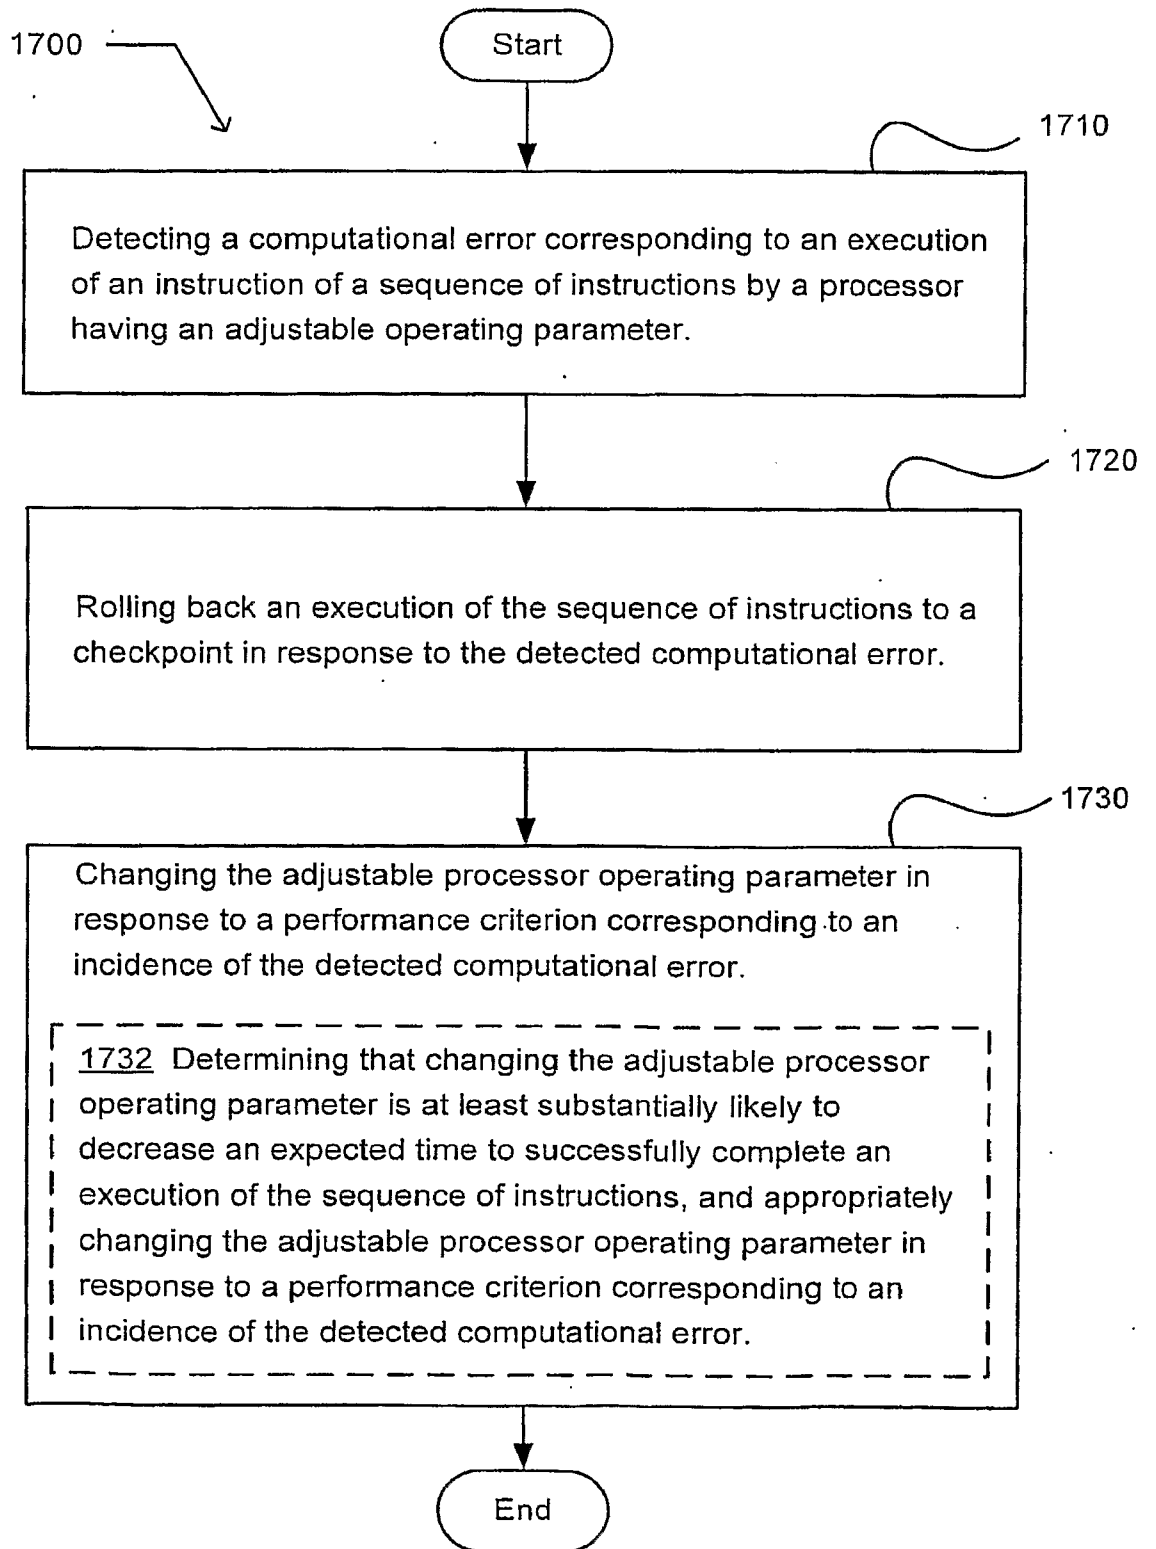 1700
Start
1710
Detecting a computational error corresponding to an execution
of an instruction of a sequence of instructions by a processor
having an adjustable operating parameter.
1720
Rolling back an execution of the sequence of instructions to a
checkpoint in response to the detected computational error.
1730
Changing the adjustable processor operating parameter in
response to a performance criterion corresponding to an
incidence of the detected computational error.
1732 Determining that changing the adjustable processor
operating parameter is at least substantially likely to
decrease an expected time to successfully complete an
execution of the sequence of instructions, and appropriately
changing the adjustable processor operating parameter in
response to a performance criterion corresponding to an
incidence of the detected computational error.
End